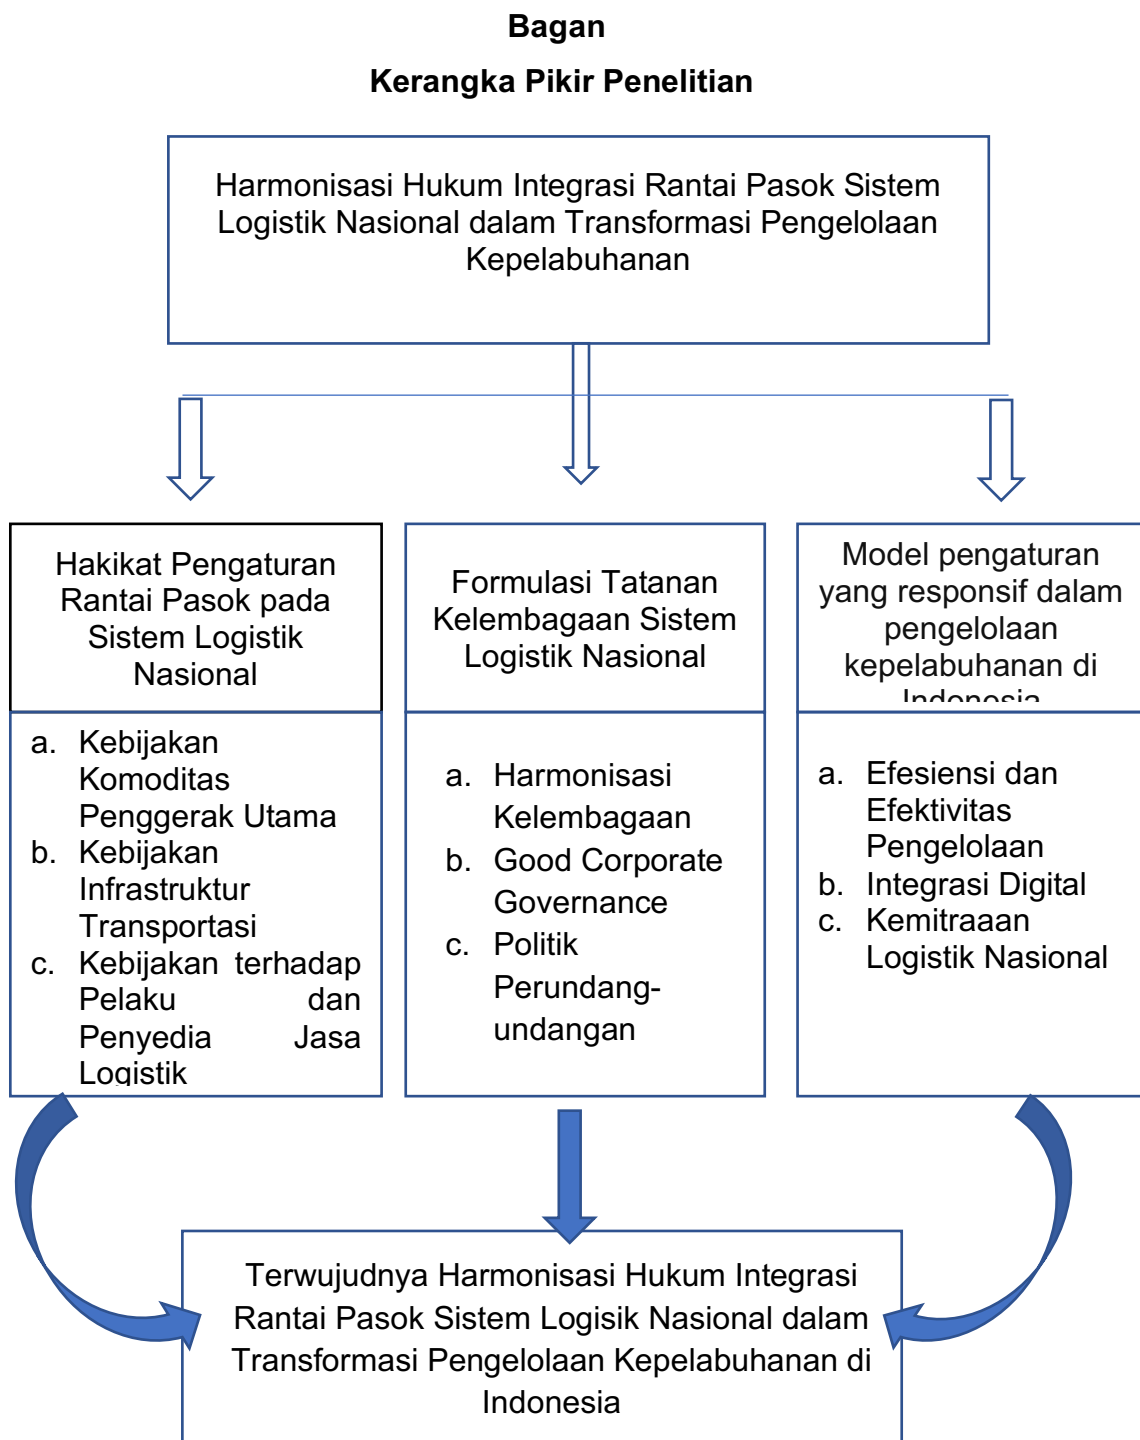 Bagan
Kerangka Pikir Penelitian
Harmonisasi Hukum Integrasi Rantai Pasok Sistem
Logistik Nasional dalam Transformasi Pengelolaan
Kepelabuhanan
Hakikat Pengaturan
Rantai Pasok pada
Sistem Logistik
Nasional
a. Kebijakan
Komoditas
Penggerak Utama
b. Kebijakan
Infrastruktur
Transportasi
c. Kebijakan terhadap
Pelaku dan
Penyedia Jasa
Logistik
Formulasi Tatanan
Kelembagaan Sistem
Logistik Nasional
a. Harmonisasi
Kelembagaan
b. Good Corporate
Governance
c. Politik
Perundang-
undangan
Model pengaturan
yang responsif dalam
pengelolaan
kepelabuhanan di
Indonesia
a. Efesiensi dan
Efektivitas
Pengelolaan
b. Integrasi Digital
c. Kemitraaan
Logistik Nasional
Terwujudnya Harmonisasi Hukum Integrasi
Rantai Pasok Sistem Logisik Nasional dalam
Transformasi Pengelolaan Kepelabuhanan di
Indonesia